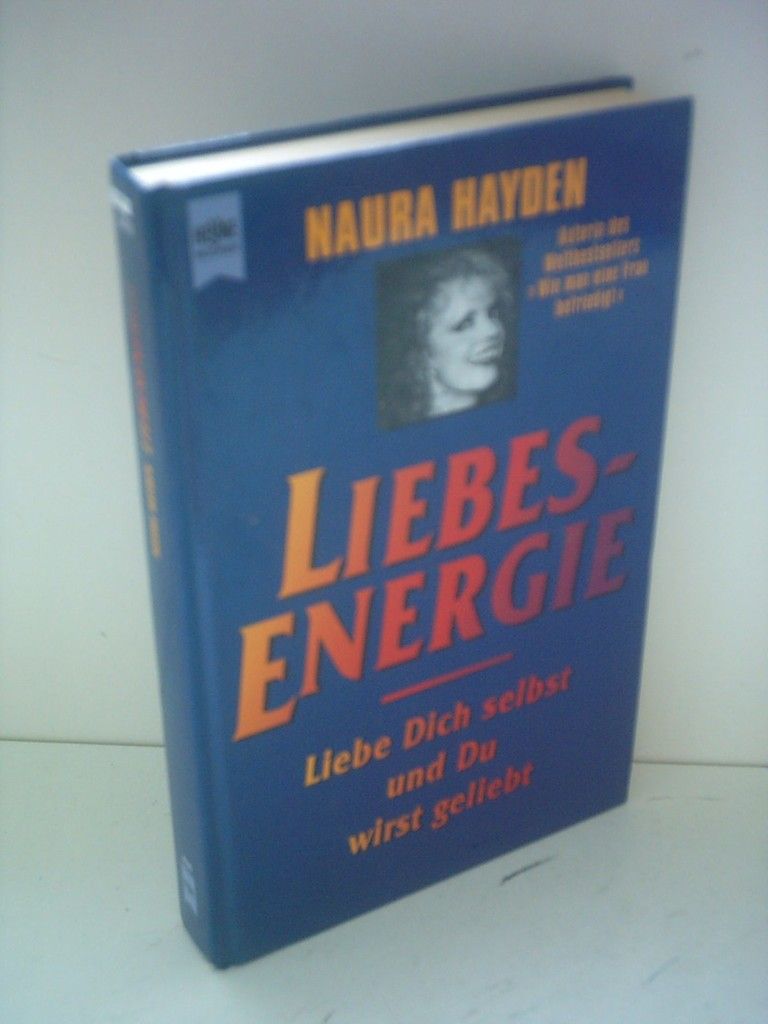 NAURA HAYDEN
Autorin des
Weltbestsellers
»Wie man eine Frau
befriedigt«
LIEBES-
ENERGIE
Liebe Dich selbst
und Du
wirst geliebt